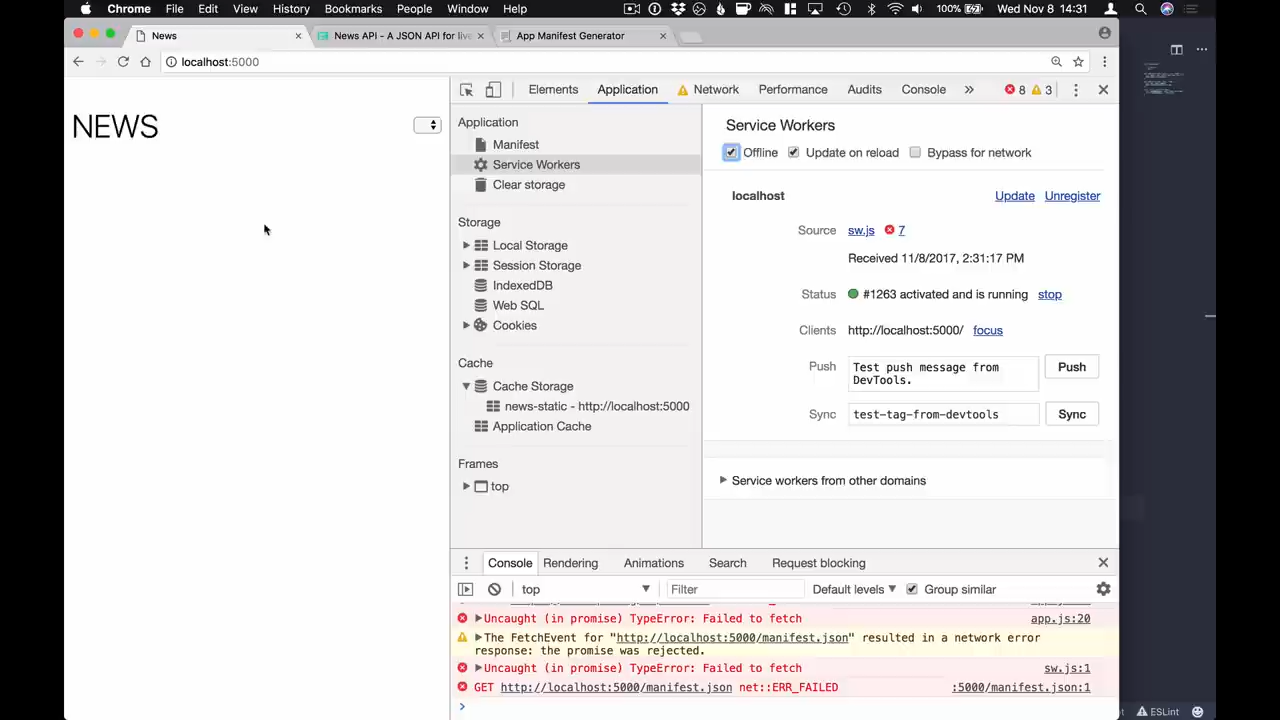 Chrome File Edit View History Bookmarks People Window Help 100% Wed Nov 8 14:31
News News API - A JSON API for live App Manifest Generator
localhost:5000
Elements Application Network Performance Audits Console » 8 3
NEWS
Application
Manifest
Service Workers
Clear storage
Storage
Local Storage
Session Storage
IndexedDB
Web SQL
Cookies
Cache
Cache Storage
news-static - http://localhost:5000
Application Cache
Frames
top
Service Workers
Offline Update on reload Bypass for network
localhost Update Unregister
Source sw.js 7
Received 11/8/2017, 2:31:17 PM
Status #1263 activated and is running stop
Clients http://localhost:5000/ focus
Push Test push message from Push
DevTools.
Sync test-tag-from-devtools Sync
Service workers from other domains
Console Rendering Animations Search Request blocking
top Filter Default levels Group similar
Uncaught (in promise) TypeError: Failed to fetch app.js:20
The FetchEvent for "http://localhost:5000/manifest.json" resulted in a network error
response: the promise was rejected.
Uncaught (in promise) TypeError: Failed to fetch sw.js:1
GET http://localhost:5000/manifest.json net::ERR_FAILED :5000/manifest.json:1
ESLint